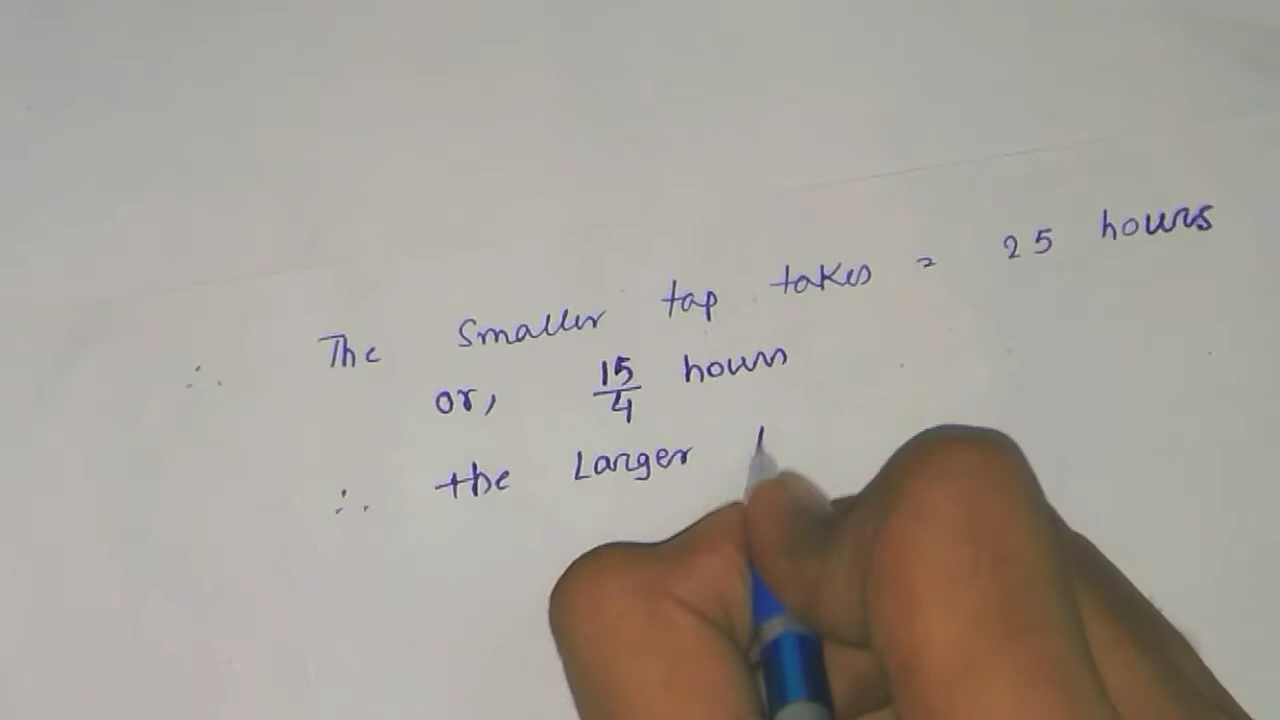 ∴ The Smaller tap takes = 25 hours
or, 15/4 hours
∴ the Larger